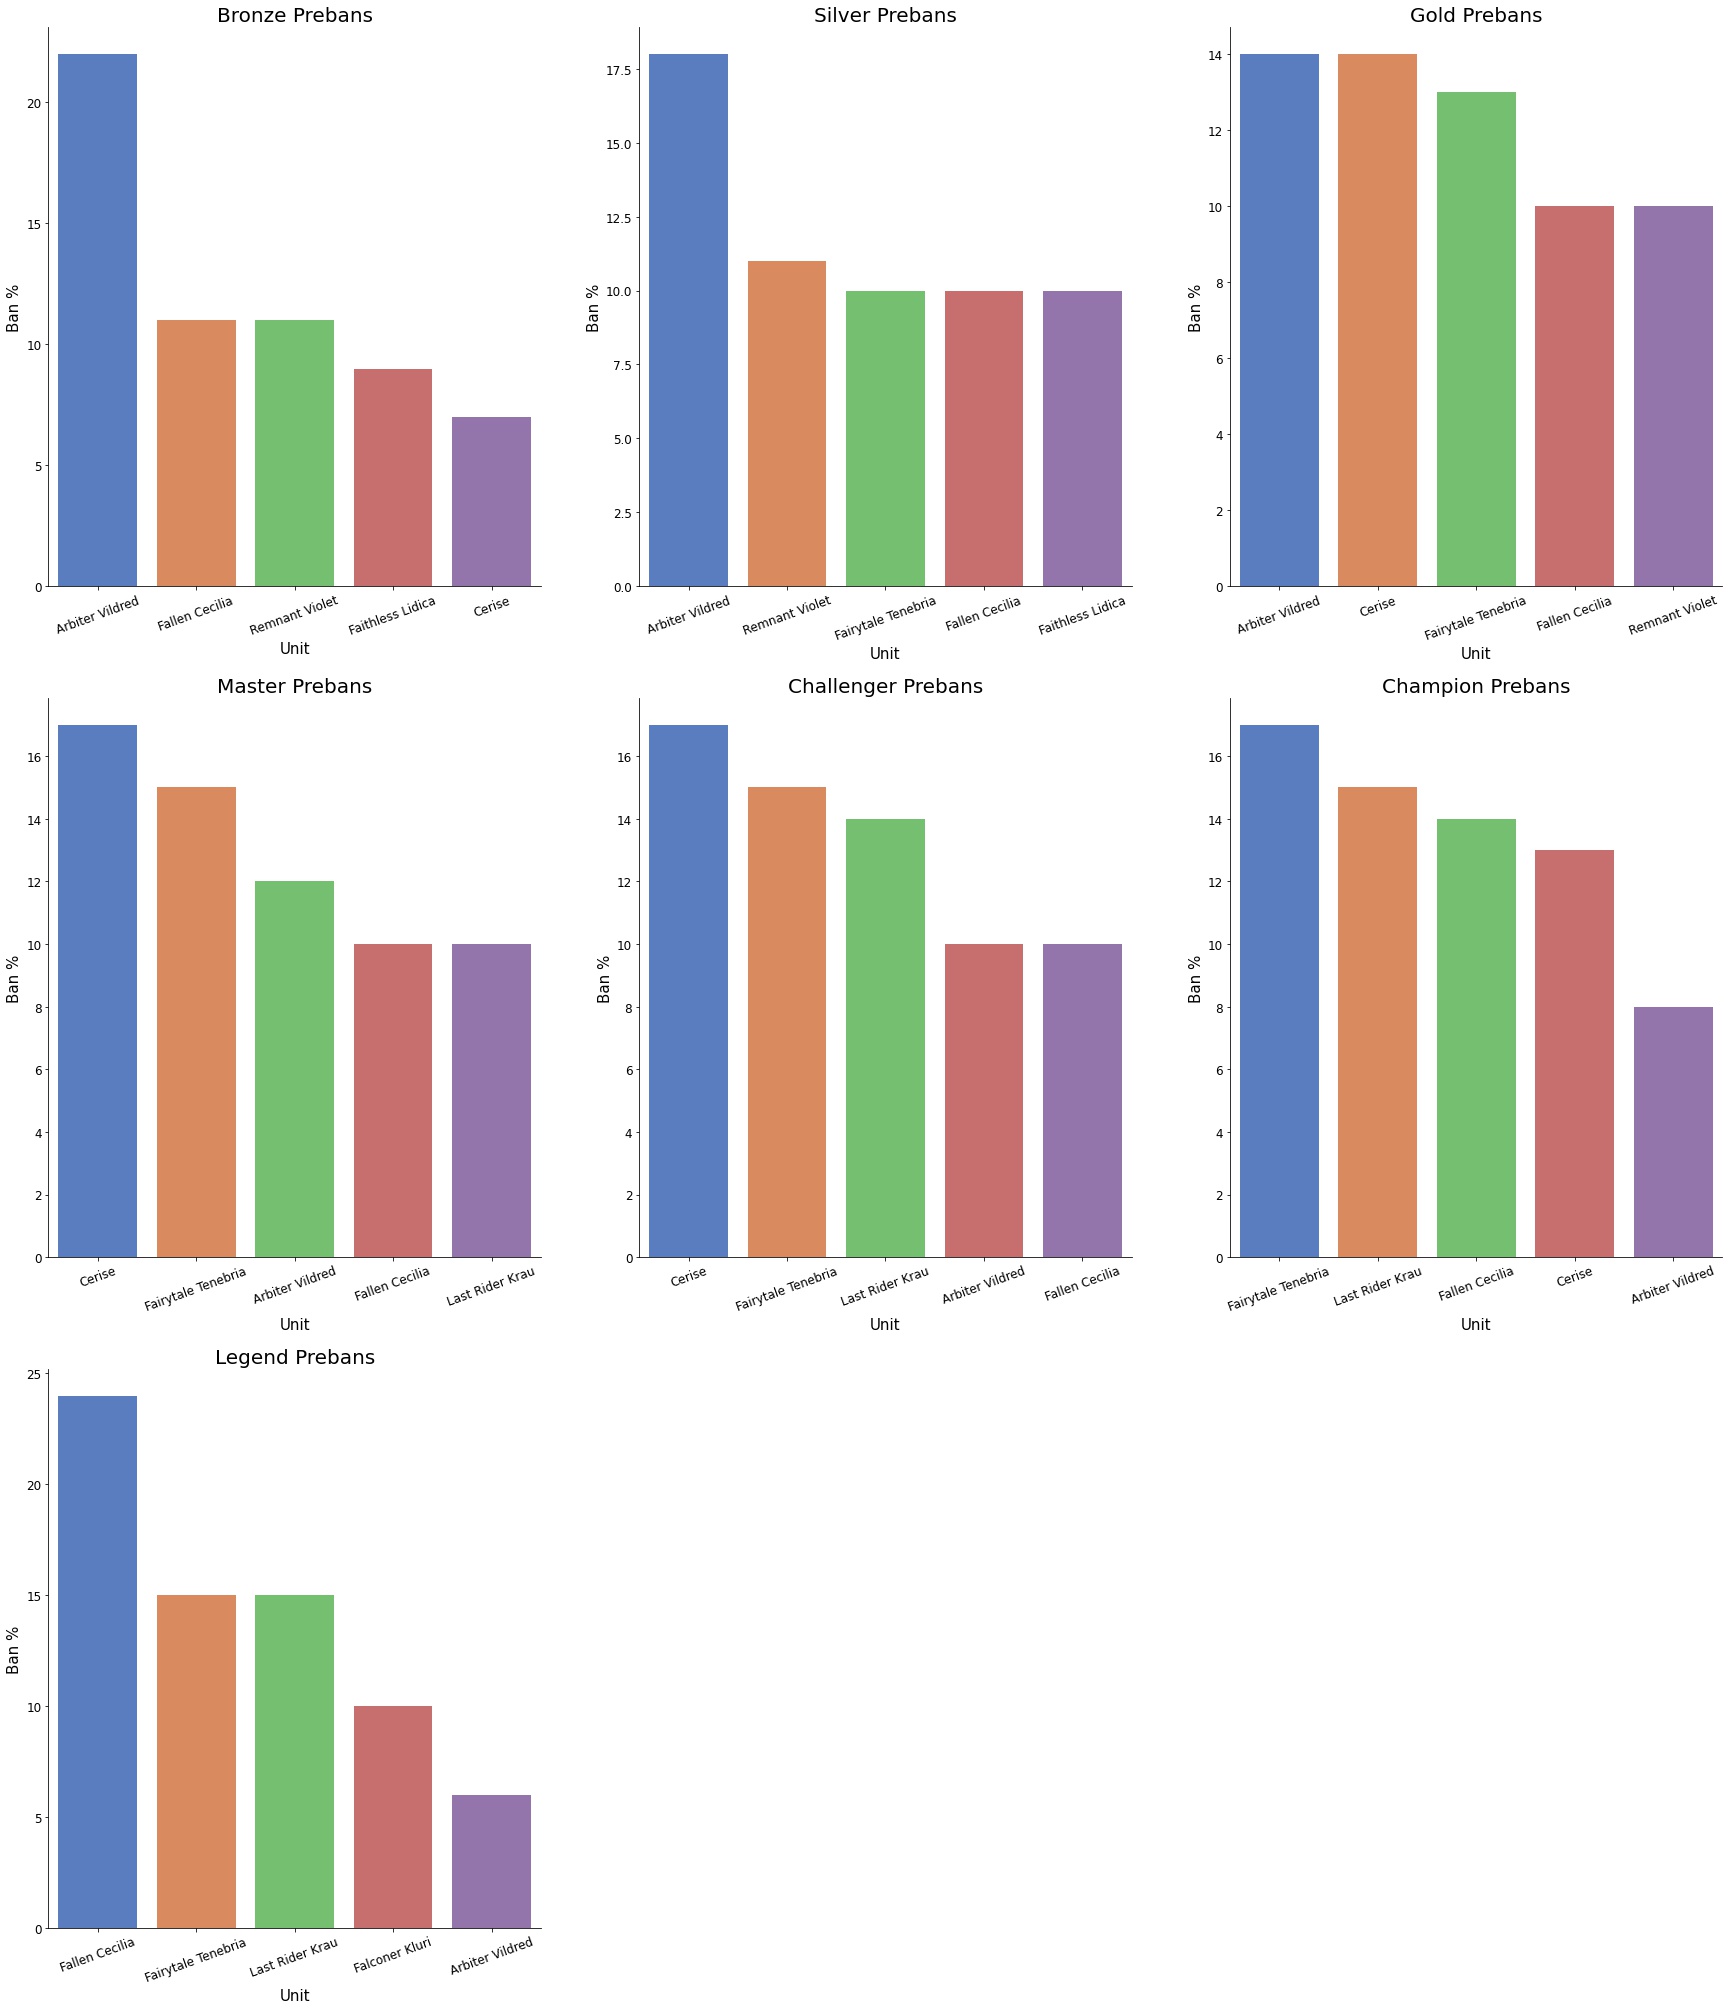 Bronze Prebans
Silver Prebans
Gold Prebans
Ban %
20
15
10
5
0
Arbiter Vildred
Fallen Cecilia
Remnant Violet
Faithless Lidica
Cerise
Unit
Ban %
17.5
15.0
12.5
10.0
7.5
5.0
2.5
0.0
Arbiter Vildred
Remnant Violet
Fairytale Tenebria
Fallen Cecilia
Faithless Lidica
Unit
Ban %
14
12
10
8
6
4
2
0
Arbiter Vildred
Cerise
Fairytale Tenebria
Fallen Cecilia
Remnant Violet
Unit
Master Prebans
Challenger Prebans
Champion Prebans
Ban %
16
14
12
10
8
6
4
2
0
Cerise
Fairytale Tenebria
Arbiter Vildred
Fallen Cecilia
Last Rider Krau
Unit
Ban %
16
14
12
10
8
6
4
2
0
Cerise
Fairytale Tenebria
Last Rider Krau
Arbiter Vildred
Fallen Cecilia
Unit
Ban %
16
14
12
10
8
6
4
2
0
Fairytale Tenebria
Last Rider Krau
Fallen Cecilia
Cerise
Arbiter Vildred
Unit
Legend Prebans
Ban %
25
20
15
10
5
0
Fallen Cecilia
Fairytale Tenebria
Last Rider Krau
Falconer Kluri
Arbiter Vildred
Unit